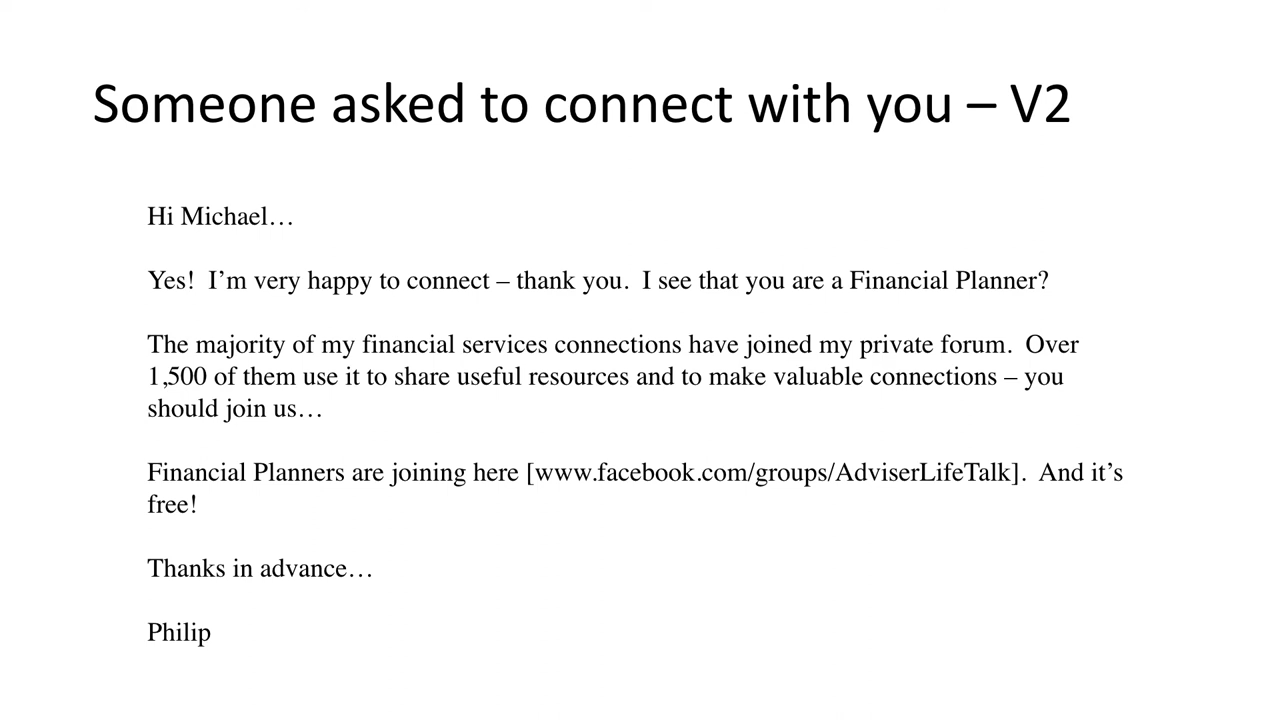 Someone asked to connect with you – V2
Hi Michael…
Yes!  I’m very happy to connect – thank you.  I see that you are a Financial Planner?
The majority of my financial services connections have joined my private forum.  Over
1,500 of them use it to share useful resources and to make valuable connections – you
should join us…
Financial Planners are joining here [www.facebook.com/groups/AdviserLifeTalk].  And it’s
free!
Thanks in advance…
Philip